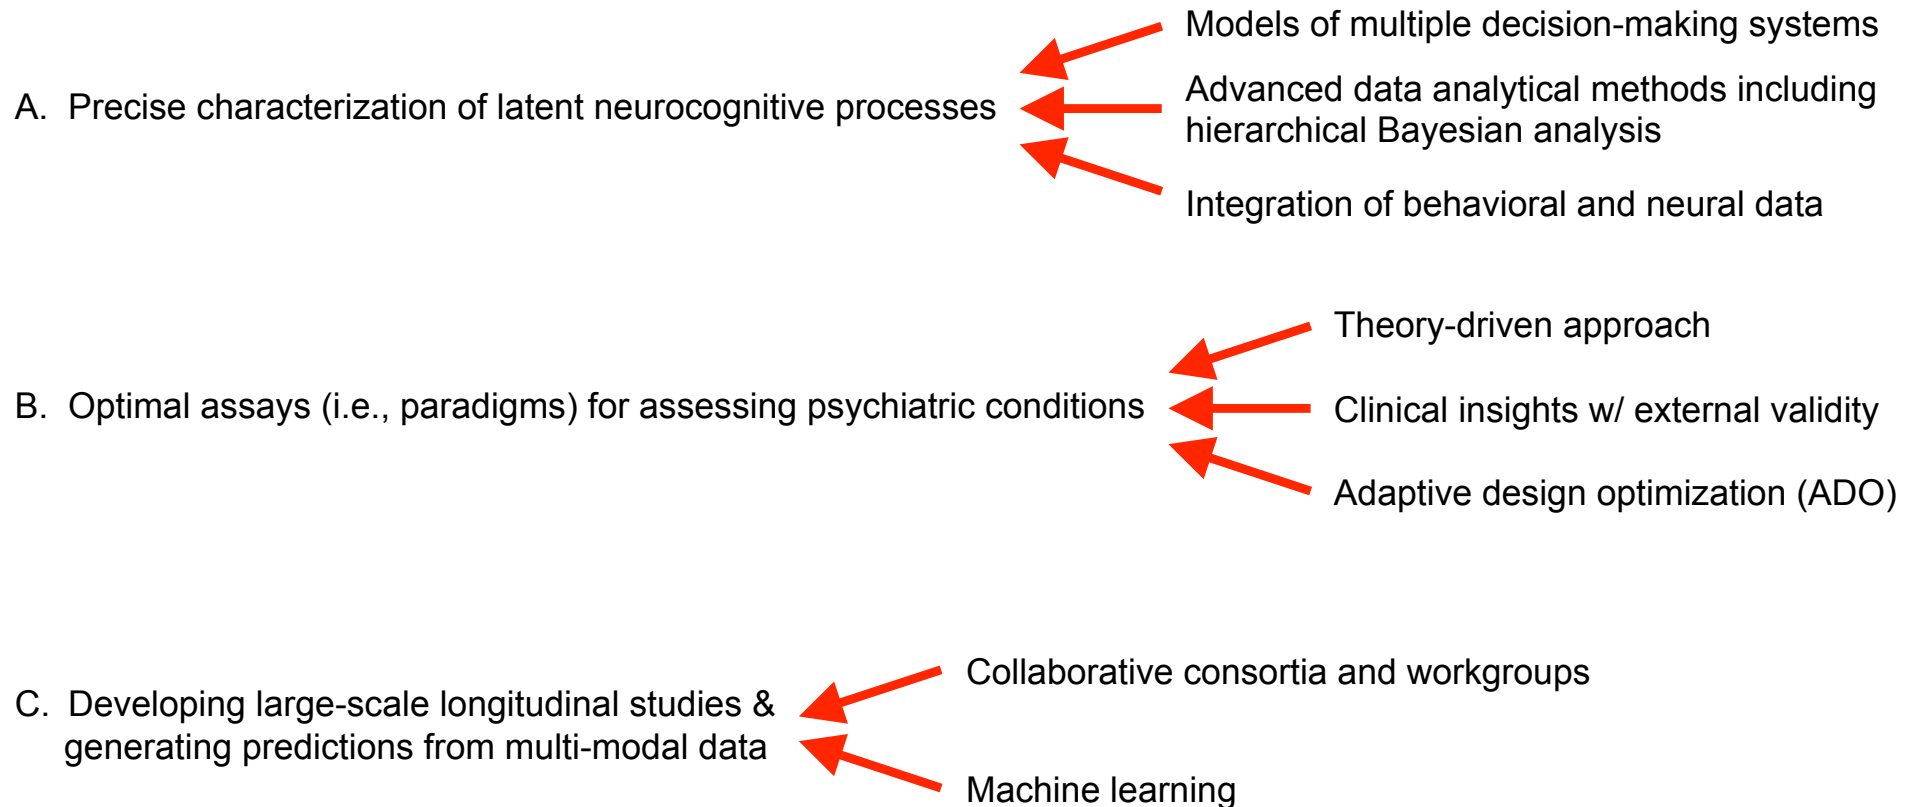 Models of multiple decision-making systems
A. Precise characterization of latent neurocognitive processes
Advanced data analytical methods including
hierarchical Bayesian analysis
Integration of behavioral and neural data
Theory-driven approach
B. Optimal assays (i.e., paradigms) for assessing psychiatric conditions
Clinical insights w/ external validity
Adaptive design optimization (ADO)
Collaborative consortia and workgroups
C. Developing large-scale longitudinal studies &
generating predictions from multi-modal data
Machine learning